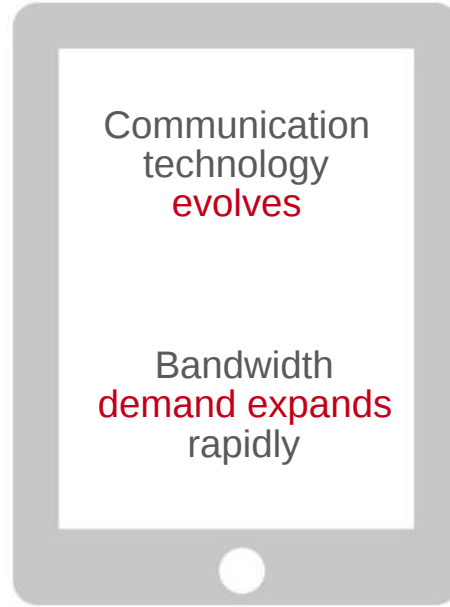 Communication
technology
evolves
Bandwidth
demand expands
rapidly